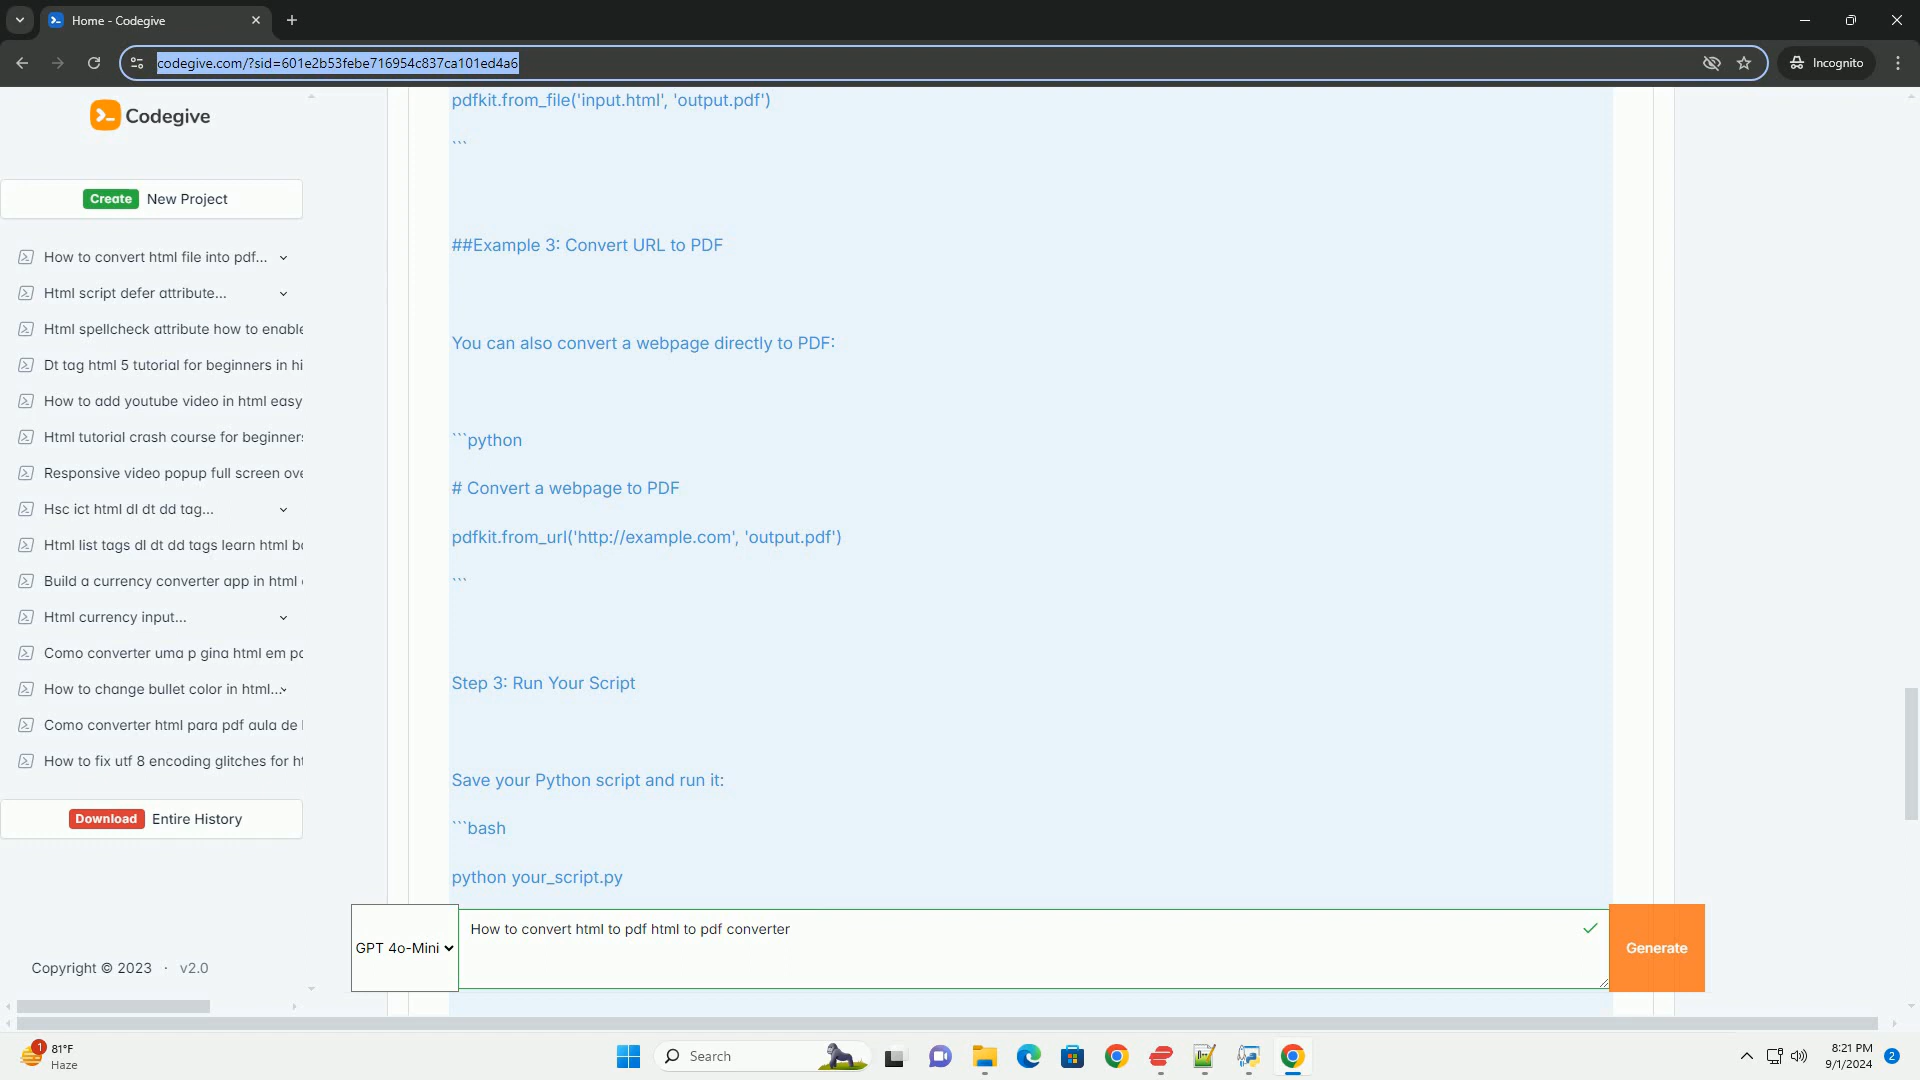 Home - Codegive
codegive.com/?sid=601e2b53febe716954c837ca101ed4a6
Incognito
Codegive
Create New Project
How to convert html file into pdf...
Html script defer attribute...
Html spellcheck attribute how to enable
Dt tag html 5 tutorial for beginners in hi
How to add youtube video in html easy
Html tutorial crash course for beginners
Responsive video popup full screen ove
Hsc ict html dl dt dd tag...
Html list tags dl dt dd tags learn html ba
Build a currency converter app in html
Html currency input...
Como converter uma p gina html em pd
How to change bullet color in html...
Como converter html para pdf aula de
How to fix utf 8 encoding glitches for ht
Download Entire History
Copyright © 2023 · v2.0
pdfkit.from_file('input.html', 'output.pdf')
```
##Example 3: Convert URL to PDF
You can also convert a webpage directly to PDF:
```python
# Convert a webpage to PDF
pdfkit.from_url('http://example.com', 'output.pdf')
```
Step 3: Run Your Script
Save your Python script and run it:
```bash
python your_script.py
GPT 4o-Mini
How to convert html to pdf html to pdf converter
Generate
1
81°F
Haze
Search
8:21 PM
9/1/2024
2